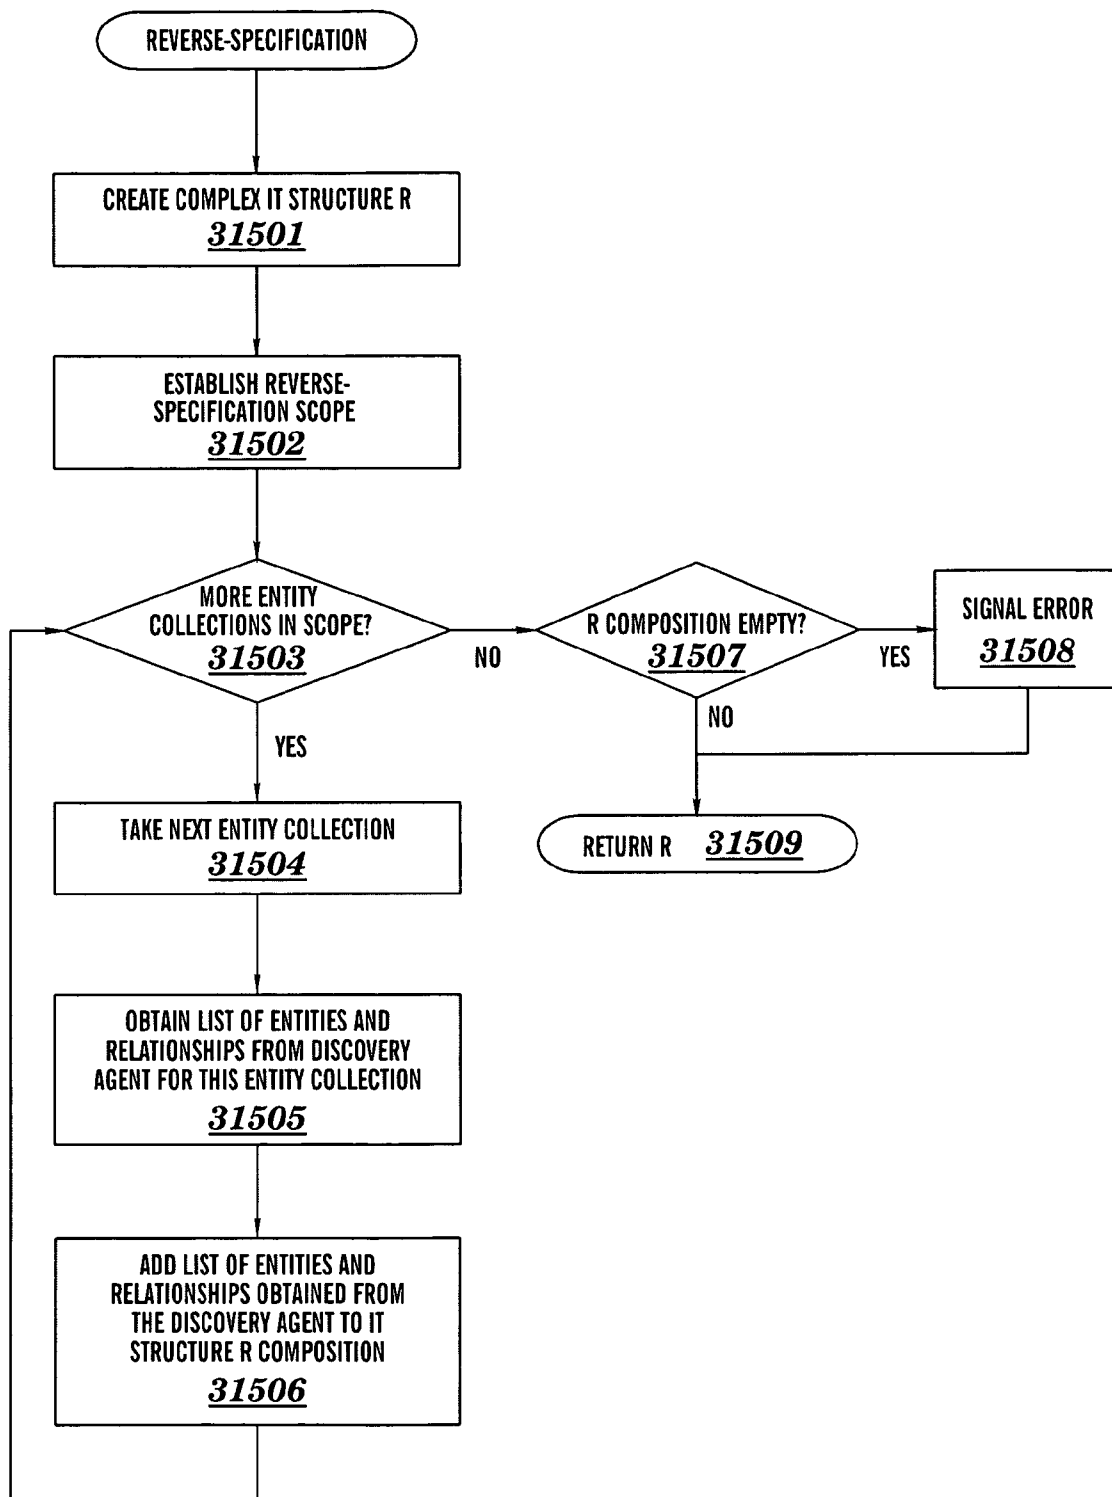 REVERSE-SPECIFICATION
CREATE COMPLEX IT STRUCTURE R
31501
ESTABLISH REVERSE-
SPECIFICATION SCOPE
31502
MORE ENTITY
COLLECTIONS IN SCOPE?
31503
NO
YES
R COMPOSITION EMPTY?
31507
YES
NO
SIGNAL ERROR
31508
RETURN R 31509
TAKE NEXT ENTITY COLLECTION
31504
OBTAIN LIST OF ENTITIES AND
RELATIONSHIPS FROM DISCOVERY
AGENT FOR THIS ENTITY COLLECTION
31505
ADD LIST OF ENTITIES AND
RELATIONSHIPS OBTAINED FROM
THE DISCOVERY AGENT TO IT
STRUCTURE R COMPOSITION
31506